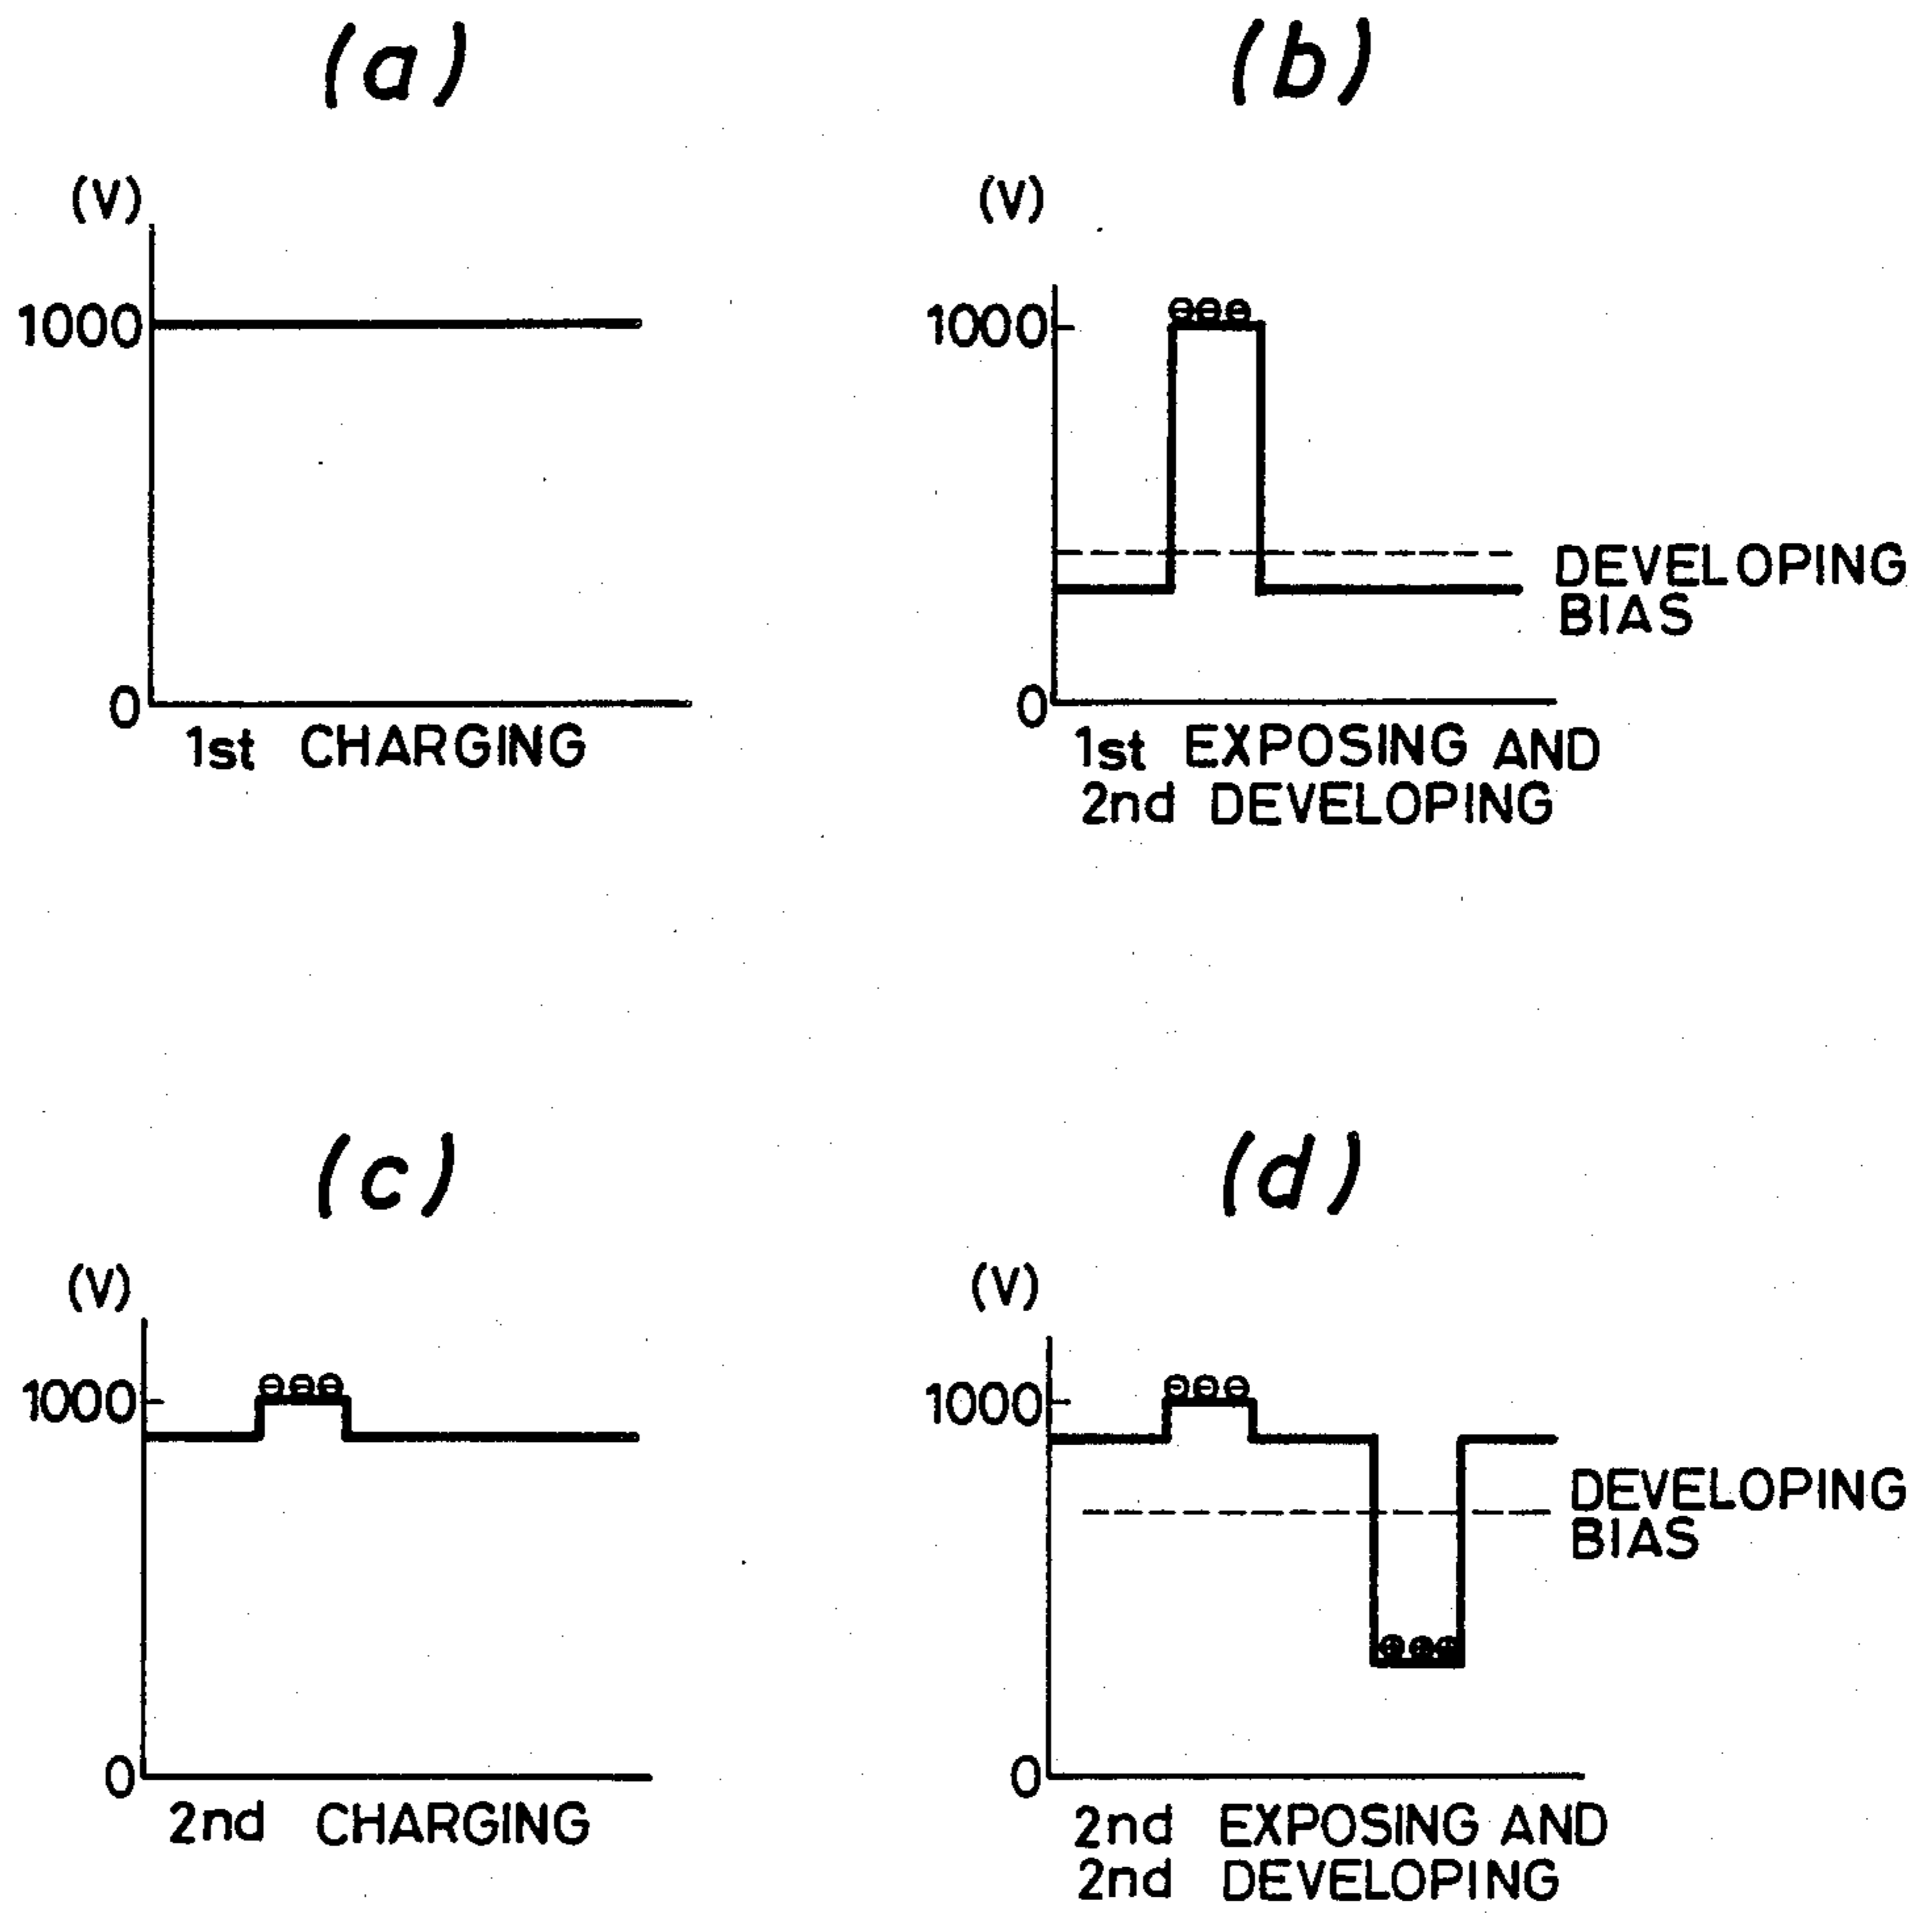 (a)
(V)
1000
0
1st CHARGING
(b)
(V)
1000
DEVELOPING
BIAS
0
1st EXPOSING AND
2nd DEVELOPING
(c)
(V)
1000
0
2nd CHARGING
(d)
(V)
1000
DEVELOPING
BIAS
0
2nd EXPOSING AND
2nd DEVELOPING